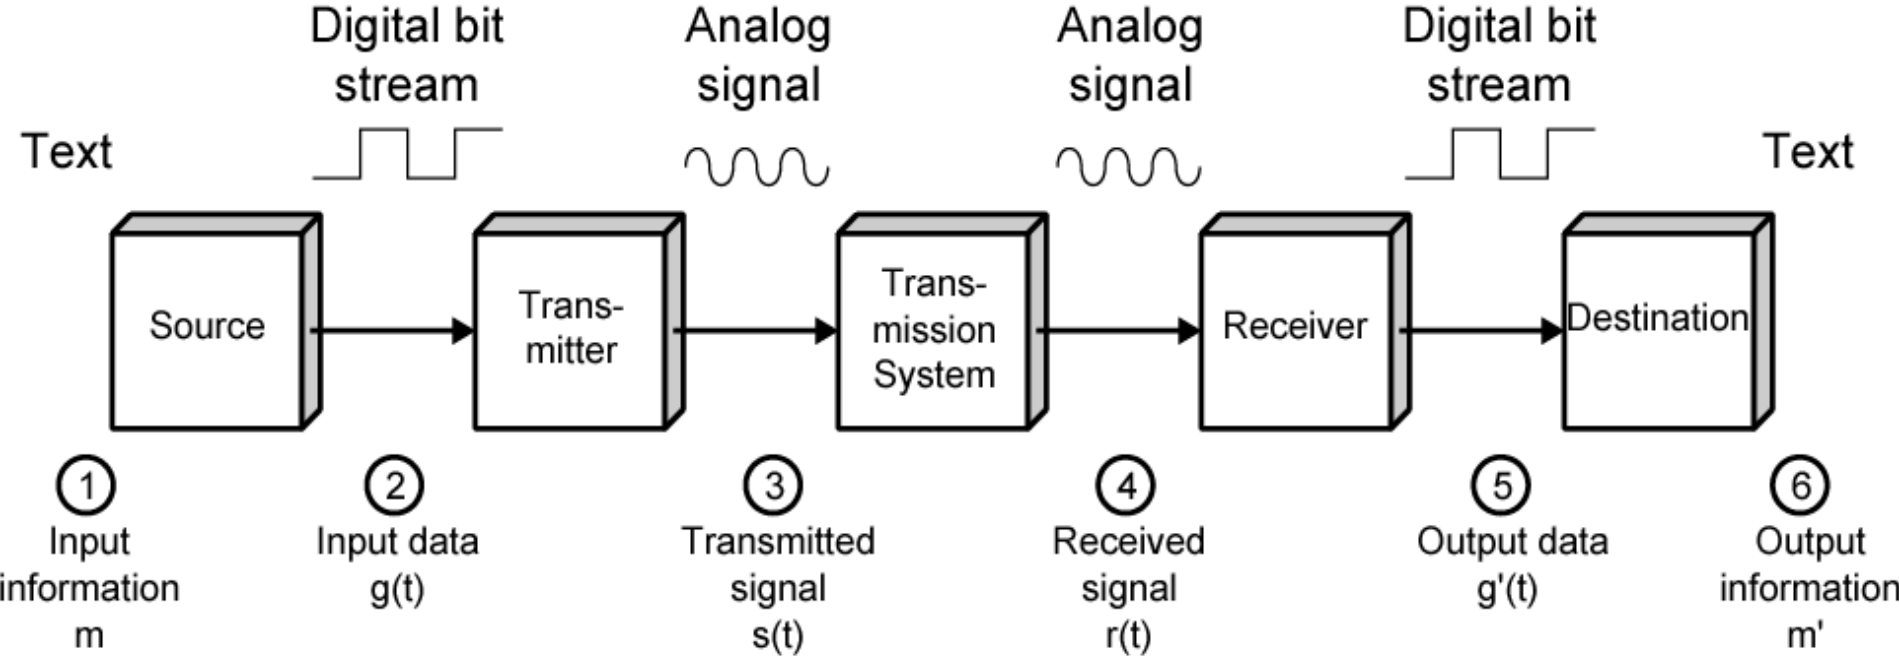 Digital bit
stream
Analog
signal
Analog
signal
Digital bit
stream
Text
Text
Source
Trans-
mitter
Trans-
mission
System
Receiver
Destination
1
Input
information
m
2
Input data
g(t)
3
Transmitted
signal
s(t)
4
Received
signal
r(t)
5
Output data
g'(t)
6
Output
information
m'